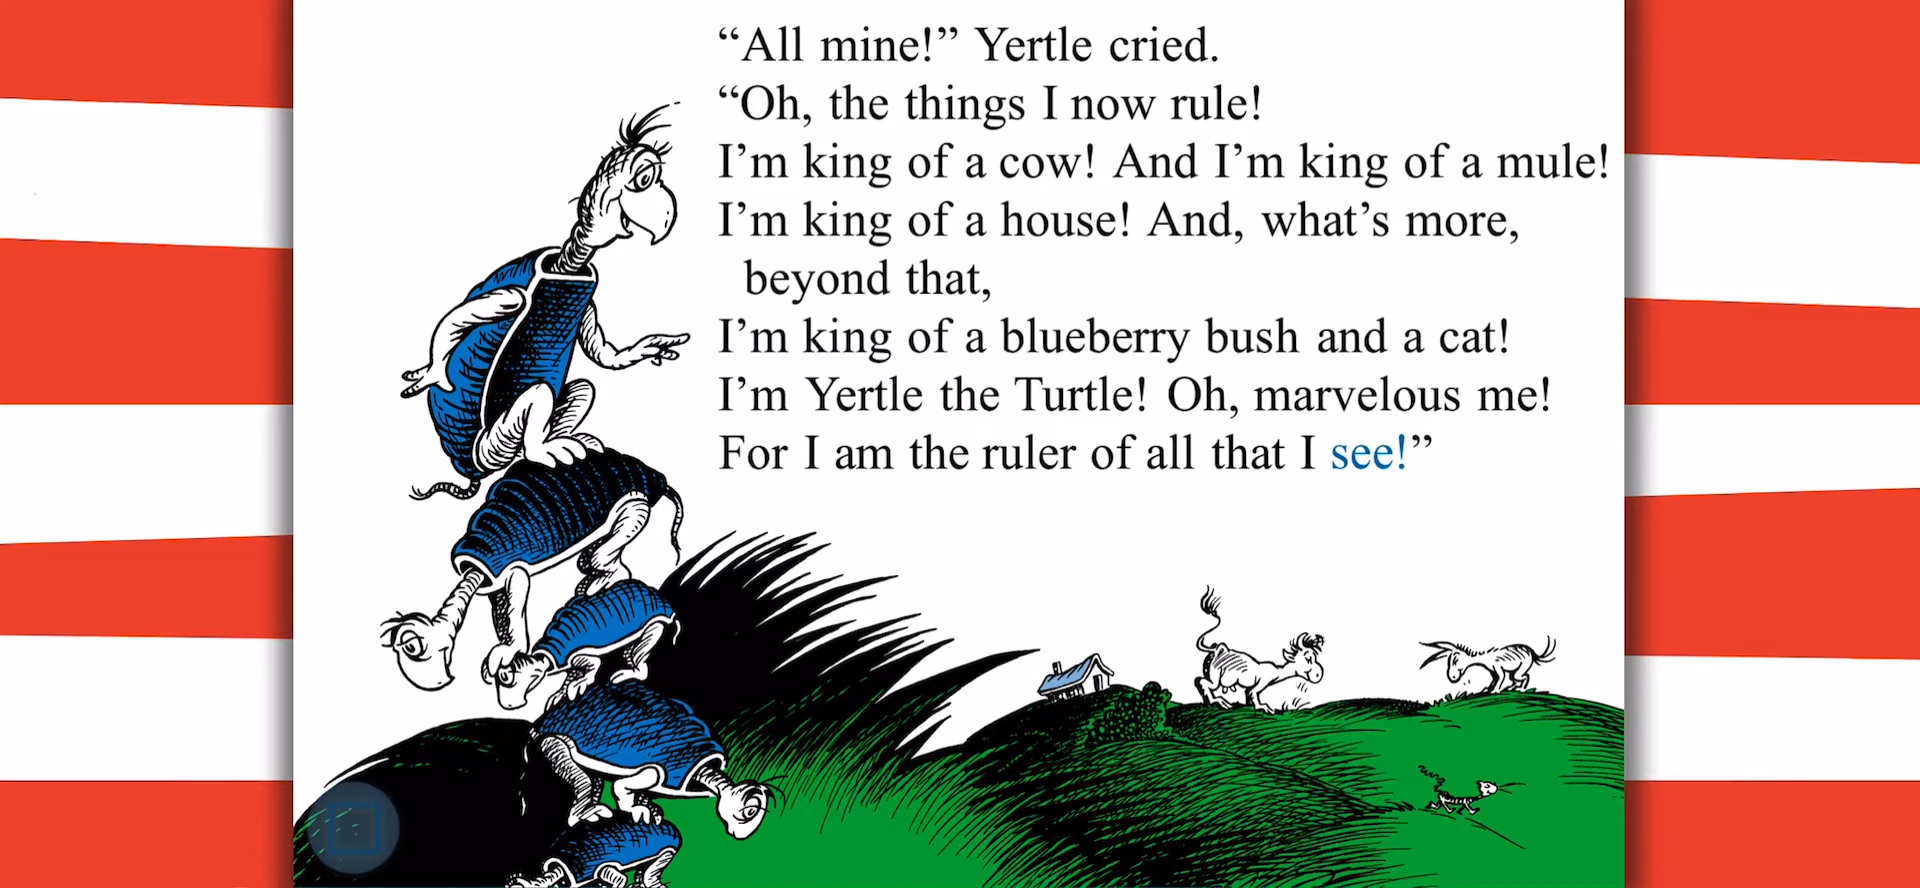 “All mine!” Yertle cried.
“Oh, the things I now rule!
I’m king of a cow! And I’m king of a mule!
I’m king of a house! And, what’s more,
beyond that,
I’m king of a blueberry bush and a cat!
I’m Yertle the Turtle! Oh, marvelous me!
For I am the ruler of all that I see!”